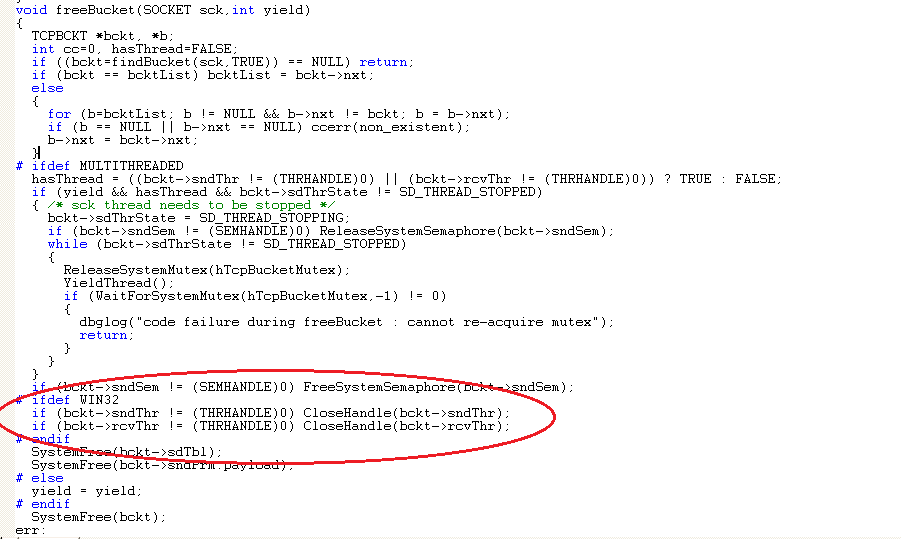 void freeBucket(SOCKET sck,int yield)
{
  TCPBCKT *bckt, *b;
  int cc=0, hasThread=FALSE;
  if ((bckt=findBucket(sck,TRUE)) == NULL) return;
  if (bckt == bcktList) bcktList = bckt->nxt;
  else
  {
    for (b=bcktList; b != NULL && b->nxt != bckt; b = b->nxt);
    if (b == NULL || b->nxt == NULL) ccerr(non_existent);
    b->nxt = bckt->nxt;
  }
# ifdef MULTITHREADED
  hasThread = ((bckt->sndThr != (THRHANDLE)0) || (bckt->rcvThr != (THRHANDLE)0)) ? TRUE : FALSE;
  if (yield && hasThread && bckt->sdThrState != SD_THREAD_STOPPED)
  { /* sck thread needs to be stopped */
    bckt->sdThrState = SD_THREAD_STOPPING;
    if (bckt->sndSem != (SEMHANDLE)0) ReleaseSystemSemaphore(bckt->sndSem);
    while (bckt->sdThrState != SD_THREAD_STOPPED)
    {
      ReleaseSystemMutex(hTcpBucketMutex);
      YieldThread();
      if (WaitForSystemMutex(hTcpBucketMutex,-1) != 0)
      {
        dbglog("code failure during freeBucket : cannot re-acquire mutex");
        return;
      }
    }
  }
  if (bckt->sndSem != (SEMHANDLE)0) FreeSystemSemaphore(bckt->sndSem);
# ifdef WIN32
  if (bckt->sndThr != (THRHANDLE)0) CloseHandle(bckt->sndThr);
  if (bckt->rcvThr != (THRHANDLE)0) CloseHandle(bckt->rcvThr);
# endif
  SystemFree(bckt->sdTbl);
  SystemFree(bckt->sndPrm.payload);
# else
  yield = yield;
# endif
  SystemFree(bckt);
err: